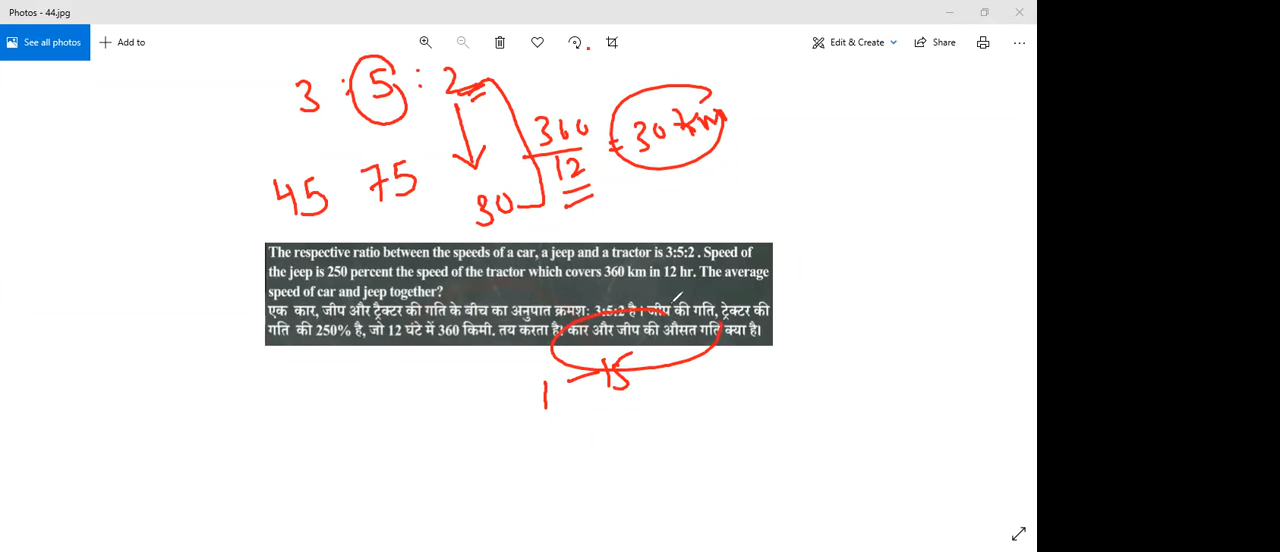 Photos - 44.jpg
See all photos
Add to
Edit & Create
Share
3 : 5 : 2
360
12
= 30 km
45 75
30
The respective ratio between the speeds of a car, a jeep and a tractor is 3:5:2 . Speed of
the jeep is 250 percent the speed of the tractor which covers 360 km in 12 hr. The average
speed of car and jeep together?
एक कार, जीप और ट्रैक्टर की गति के बीच का अनुपात क्रमशः 3:5:2 है। जीप की गति, ट्रेक्टर की
गति की 250% है, जो 12 घंटे में 360 किमी. तय करता है। कार और जीप की औसत गति क्या है।
1 — 15